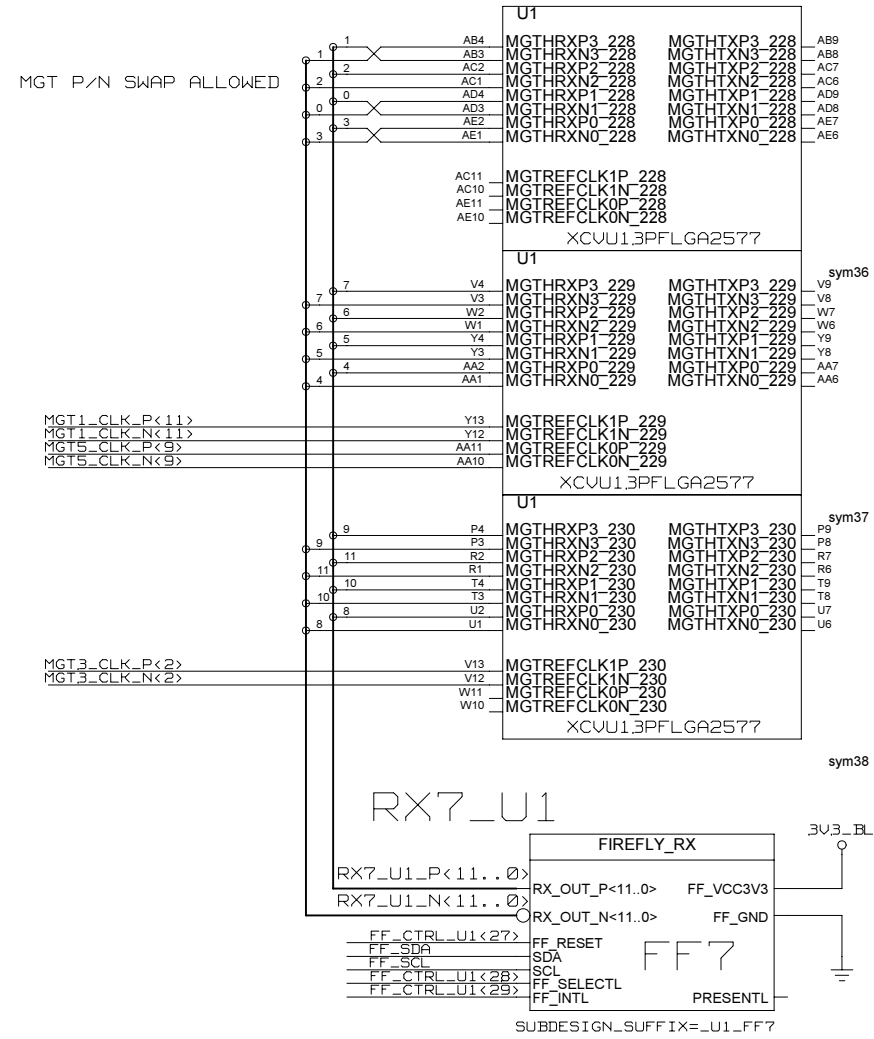 U1
1 AB4 MGTHRXP3_228 MGTHTXP3_228 AB9
1 AB3 MGTHRXN3_228 MGTHTXN3_228 AB8
2 AC2 MGTHRXP2_228 MGTHTXP2_228 AC7
MGT P/N SWAP ALLOWED 2 AC1 MGTHRXN2_228 MGTHTXN2_228 AC6
0 AD4 MGTHRXP1_228 MGTHTXP1_228 AD9
0 AD3 MGTHRXN1_228 MGTHTXN1_228 AD8
3 AE2 MGTHRXP0_228 MGTHTXP0_228 AE7
3 AE1 MGTHRXN0_228 MGTHTXN0_228 AE6
AC11 MGTREFCLK1P_228
AC10 MGTREFCLK1N_228
AE11 MGTREFCLK0P_228
AE10 MGTREFCLK0N_228
XCVU13PFLGA2577
U1
sym36
7 V4 MGTHRXP3_229 MGTHTXP3_229 V9
7 V3 MGTHRXN3_229 MGTHTXN3_229 V8
6 W2 MGTHRXP2_229 MGTHTXP2_229 W7
6 W1 MGTHRXN2_229 MGTHTXN2_229 W6
5 Y4 MGTHRXP1_229 MGTHTXP1_229 Y9
5 Y3 MGTHRXN1_229 MGTHTXN1_229 Y8
4 AA2 MGTHRXP0_229 MGTHTXP0_229 AA7
4 AA1 MGTHRXN0_229 MGTHTXN0_229 AA6
MGT1_CLK_P<11> Y13 MGTREFCLK1P_229
MGT1_CLK_N<11> Y12 MGTREFCLK1N_229
MGT5_CLK_P<9> AA11 MGTREFCLK0P_229
MGT5_CLK_N<9> AA10 MGTREFCLK0N_229
XCVU13PFLGA2577
U1
sym37
9 P4 MGTHRXP3_230 MGTHTXP3_230 P9
9 P3 MGTHRXN3_230 MGTHTXN3_230 P8
11 R2 MGTHRXP2_230 MGTHTXP2_230 R7
11 R1 MGTHRXN2_230 MGTHTXN2_230 R6
10 T4 MGTHRXP1_230 MGTHTXP1_230 T9
10 T3 MGTHRXN1_230 MGTHTXN1_230 T8
8 U2 MGTHRXP0_230 MGTHTXP0_230 U7
8 U1 MGTHRXN0_230 MGTHTXN0_230 U6
MGT3_CLK_P<2> V13 MGTREFCLK1P_230
MGT3_CLK_N<2> V12 MGTREFCLK1N_230
W11 MGTREFCLK0P_230
W10 MGTREFCLK0N_230
XCVU13PFLGA2577
sym38
RX7_U1
3V3_BL
FIREFLY_RX
RX7_U1_P<11..0> RX_OUT_P<11..0> FF_VCC3V3
RX7_U1_N<11..0> RX_OUT_N<11..0> FF_GND
FF_CTRL_U1<27> FF_RESET
FF_SDA SDA
FF_SCL SCL
FF_CTRL_U1<28> FF_SELECTL
FF_CTRL_U1<29> FF_INTL
FF7
PRESENTL
SUBDESIGN_SUFFIX=_U1_FF7